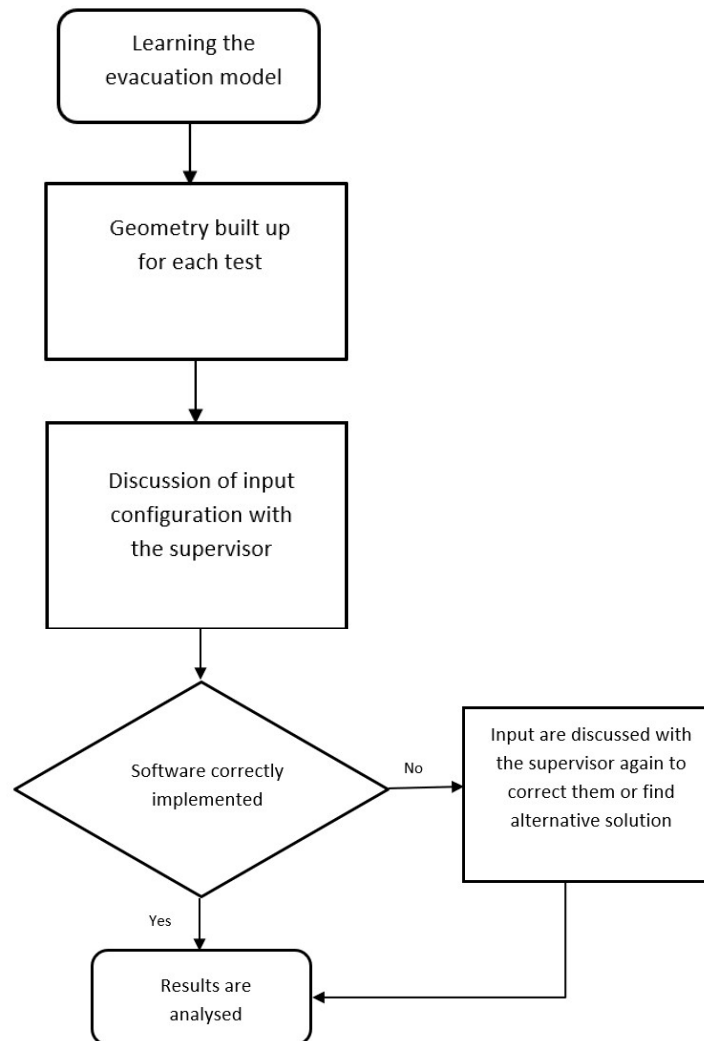 Learning the
evacuation model
Geometry built up
for each test
Discussion of input
configuration with
the supervisor
Software correctly
implemented
No
Input are discussed with
the supervisor again to
correct them or find
alternative solution
Yes
Results are
analysed